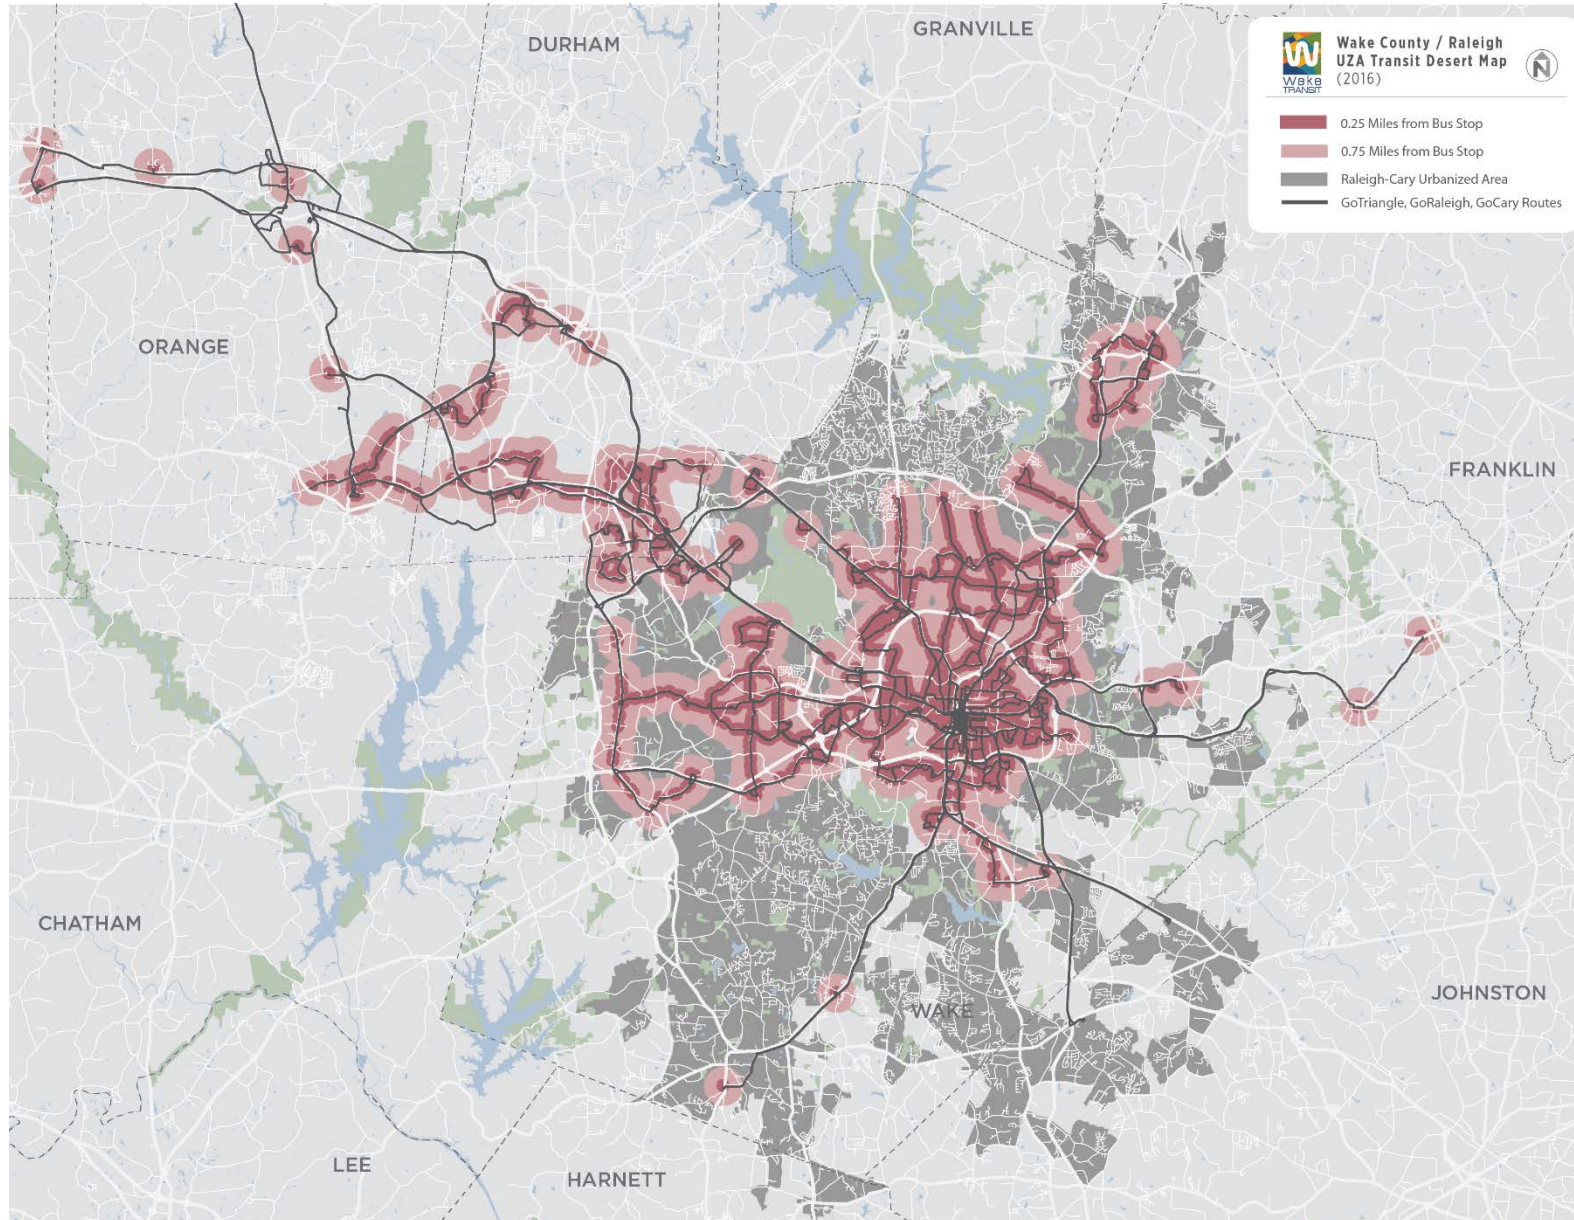 DURHAM
GRANVILLE
Wake
TRANSIT
Wake County / Raleigh
UZA Transit Desert Map
(2016)
N
0.25 Miles from Bus Stop
0.75 Miles from Bus Stop
Raleigh-Cary Urbanized Area
GoTriangle, GoRaleigh, GoCary Routes
ORANGE
FRANKLIN
CHATHAM
JOHNSTON
WAKE
LEE
HARNETT